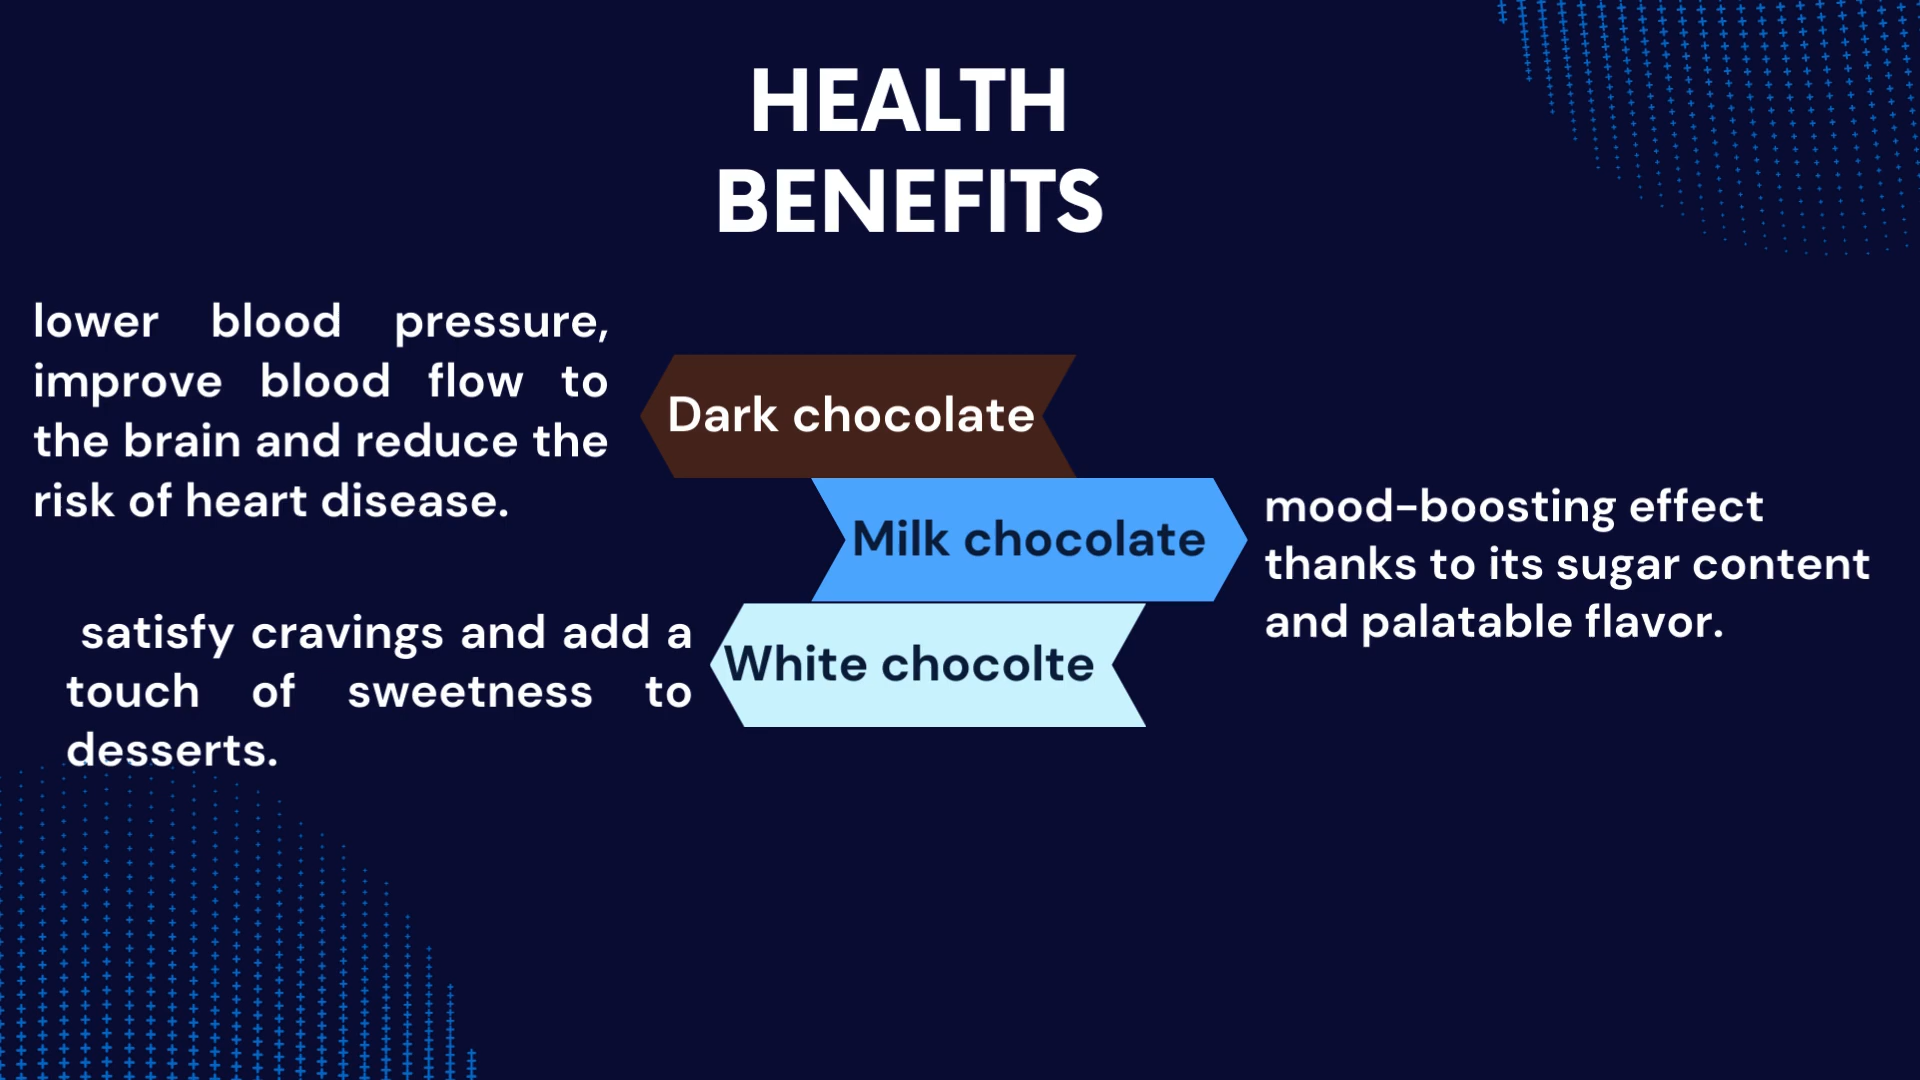 HEALTH
BENEFITS
lower blood pressure,
improve blood flow to
the brain and reduce the
risk of heart disease.
Dark chocolate
Milk chocolate
mood-boosting effect
thanks to its sugar content
and palatable flavor.
satisfy cravings and add a
touch of sweetness to
desserts.
White chocolte